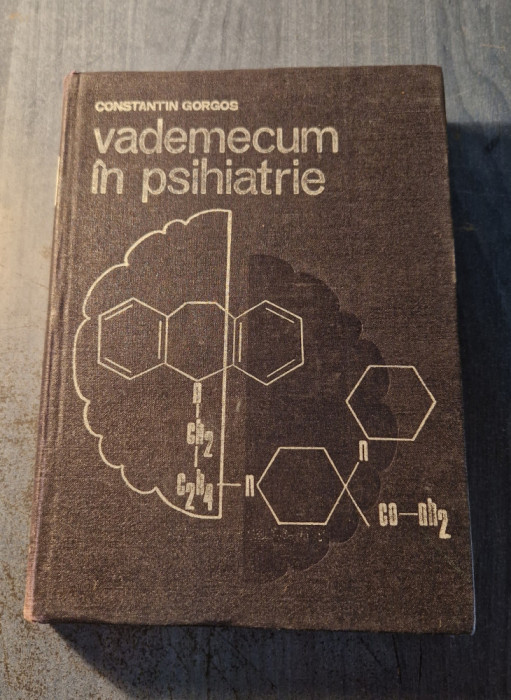 CONSTANTIN GORGOS
vademecum
în psihiatrie
n
ch2
c2h4
n
n
co—nh2